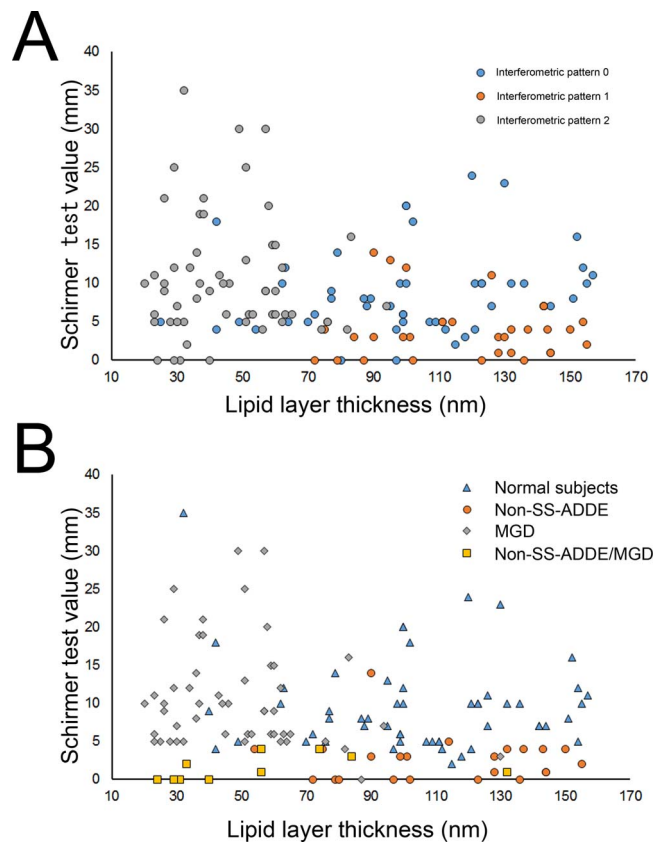 A
40
35
30
25
20
15
10
5
0
Schirmer test value (mm)
Interferometric pattern 0
Interferometric pattern 1
Interferometric pattern 2
10 30 50 70 90 110 130 150 170
Lipid layer thickness (nm)
B
40
35
30
25
20
15
10
5
0
Schirmer test value (mm)
Normal subjects
Non-SS-ADDE
MGD
Non-SS-ADDE/MGD
10 30 50 70 90 110 130 150 170
Lipid layer thickness (nm)